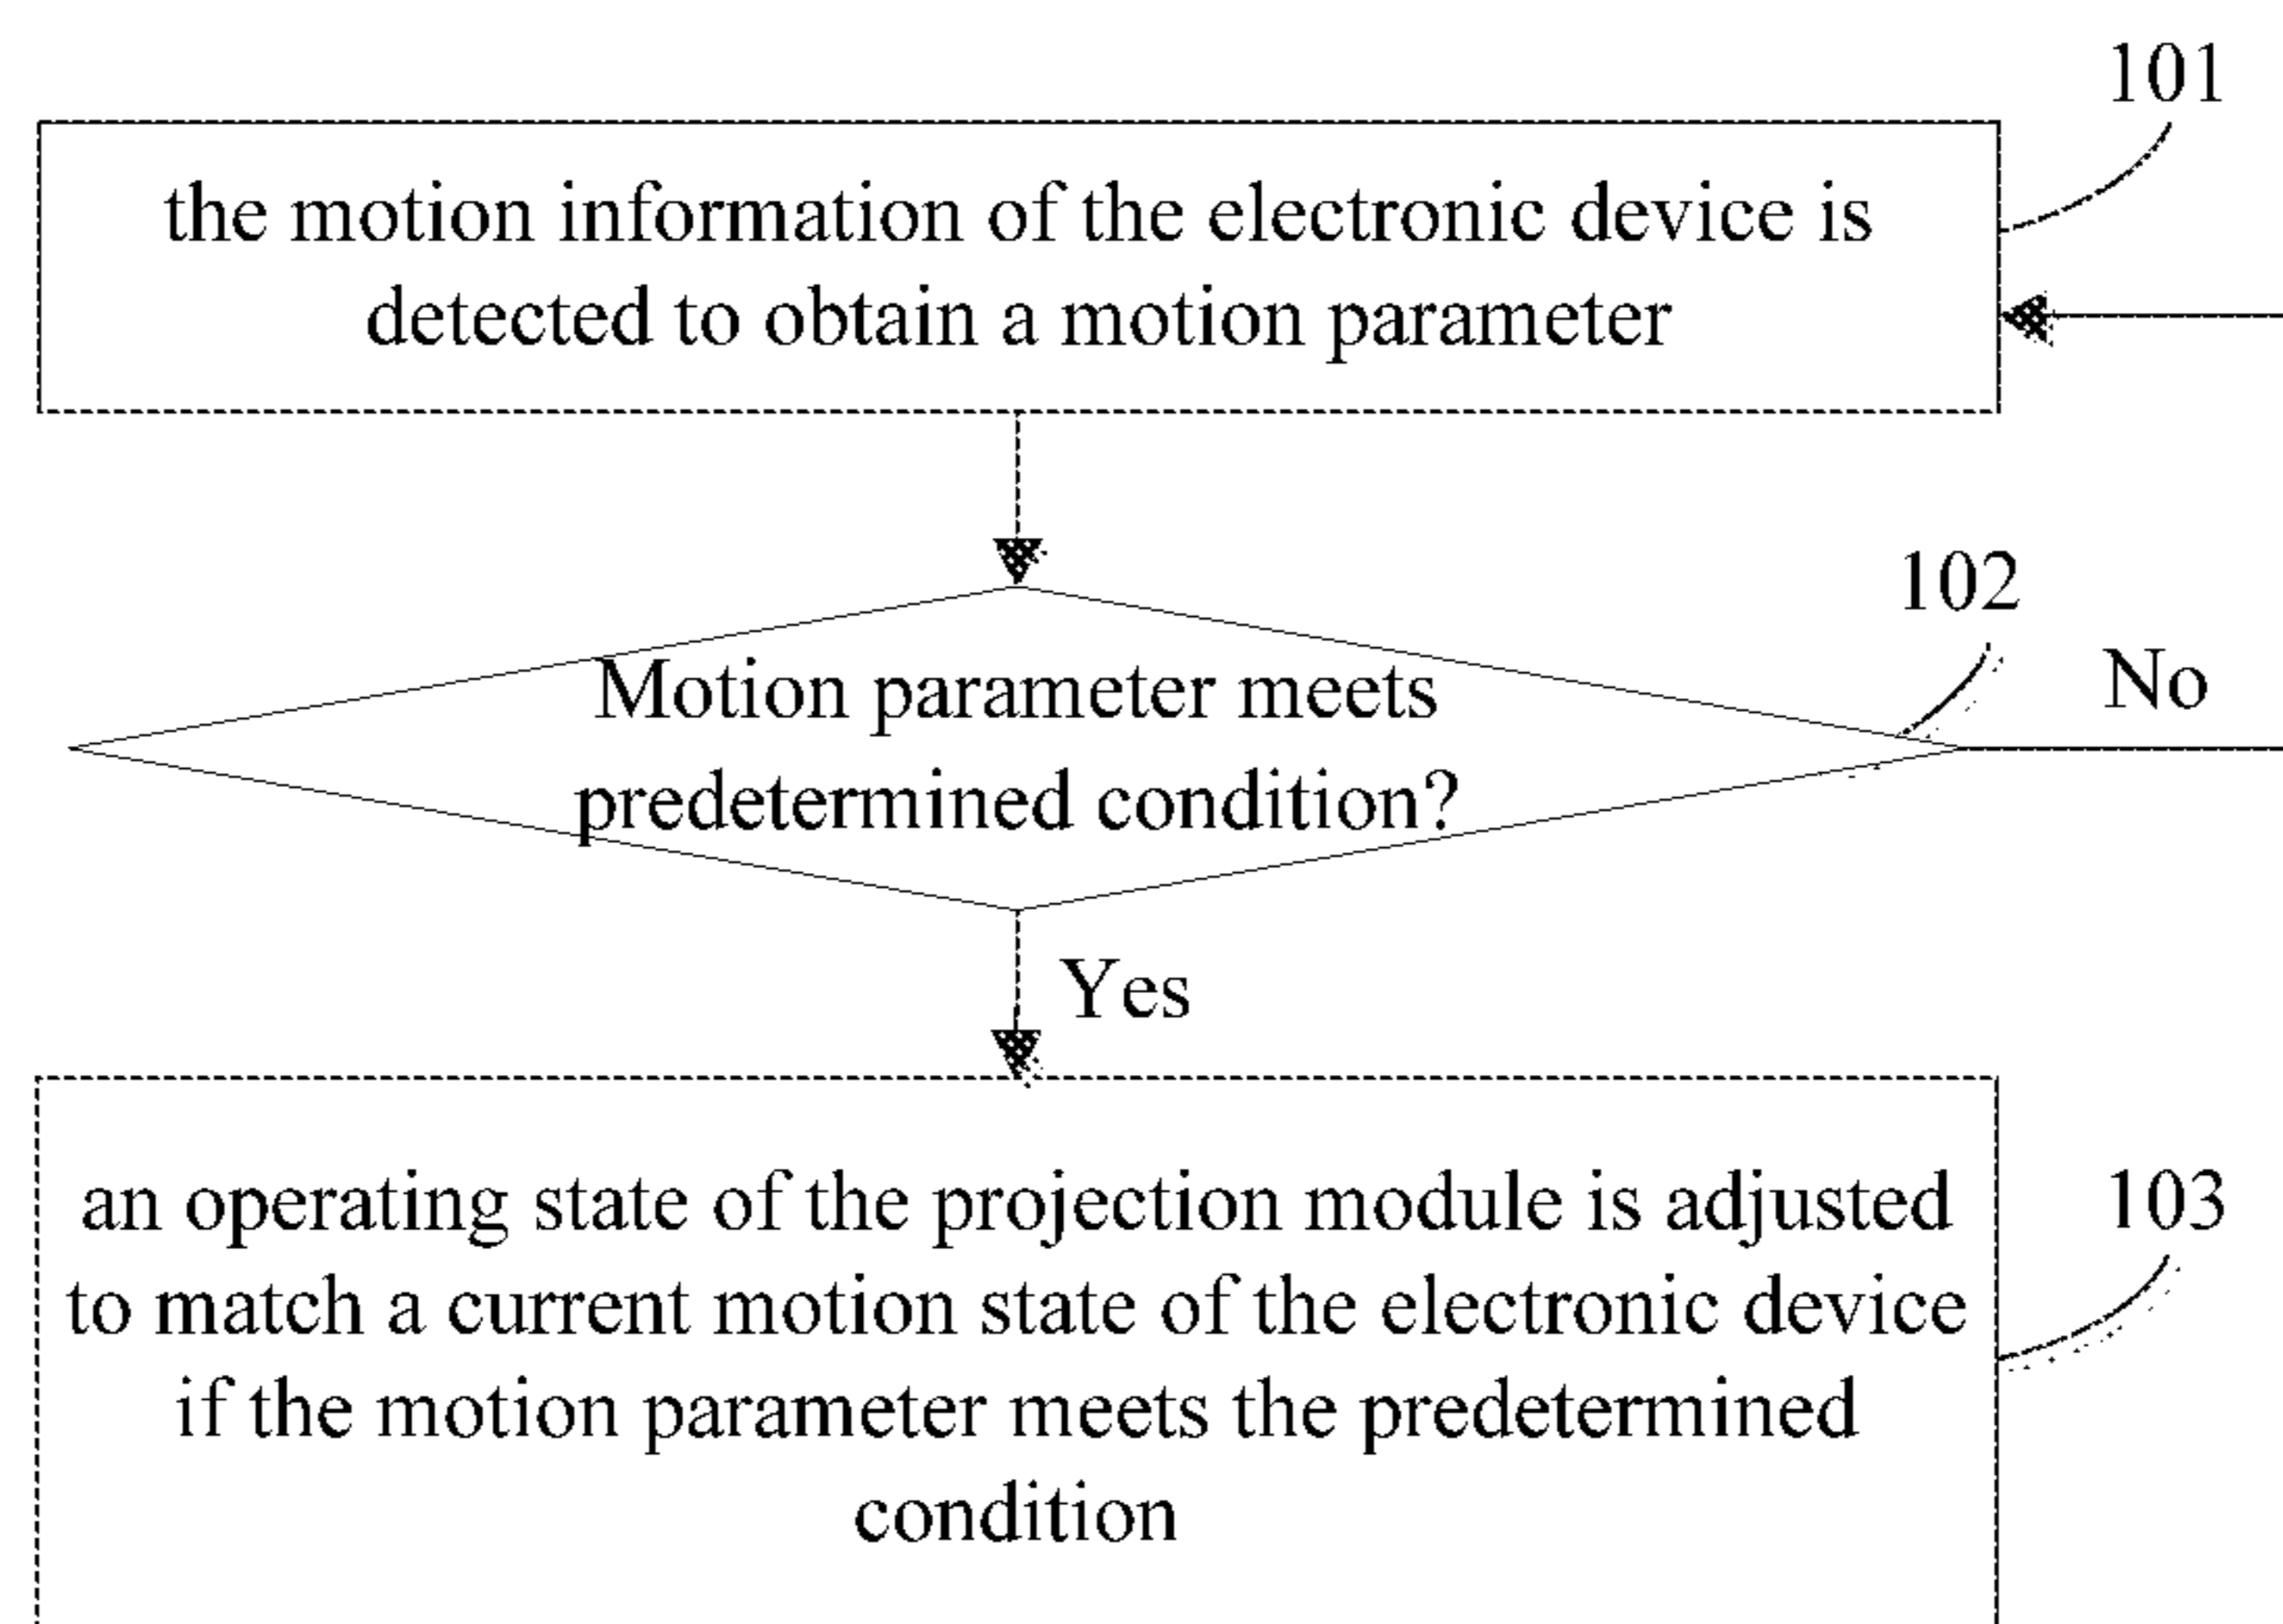 101
the motion information of the electronic device is
detected to obtain a motion parameter
102
Motion parameter meets
No
predetermined condition?
Yes
an operating state of the projection module is adjusted
103
to match a current motion state of the electronic device
if the motion parameter meets the predetermined
condition